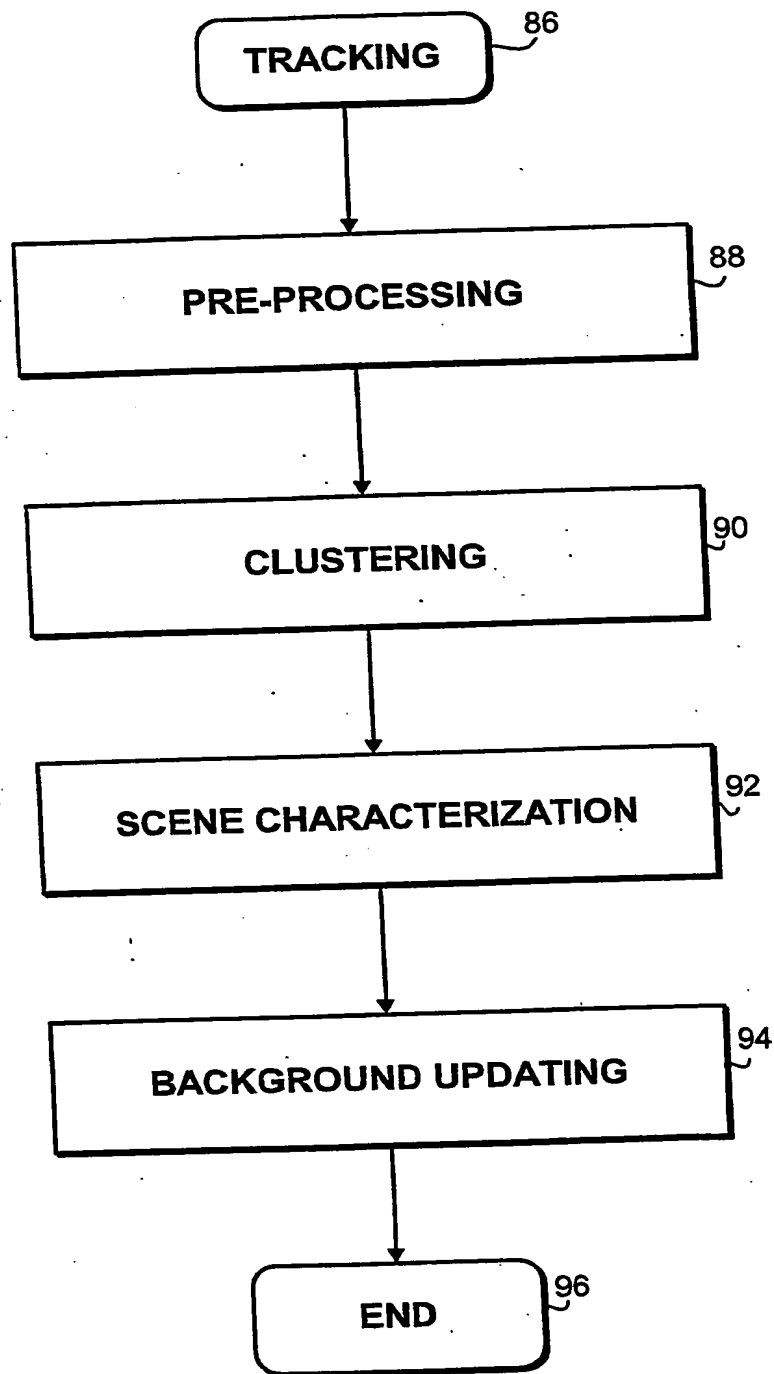 TRACKING
86
PRE-PROCESSING
88
CLUSTERING
90
SCENE CHARACTERIZATION
92
BACKGROUND UPDATING
94
END
96